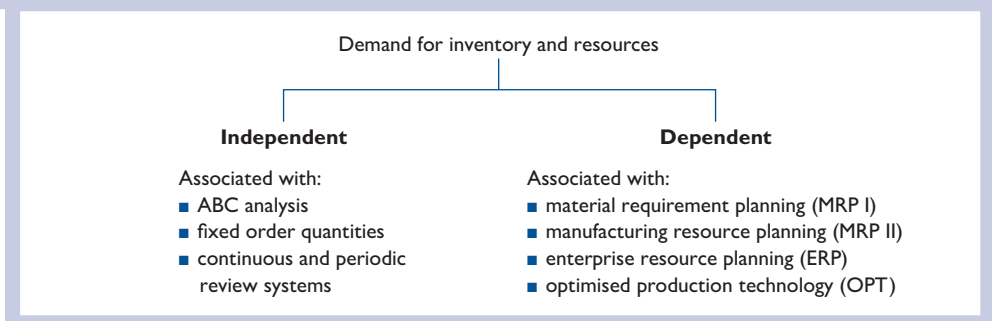 Demand for inventory and resources
Independent
Associated with:
■ ABC analysis
■ fixed order quantities
■ continuous and periodic
review systems
Dependent
Associated with:
■ material requirement planning (MRP I)
■ manufacturing resource planning (MRP II)
■ enterprise resource planning (ERP)
■ optimised production technology (OPT)